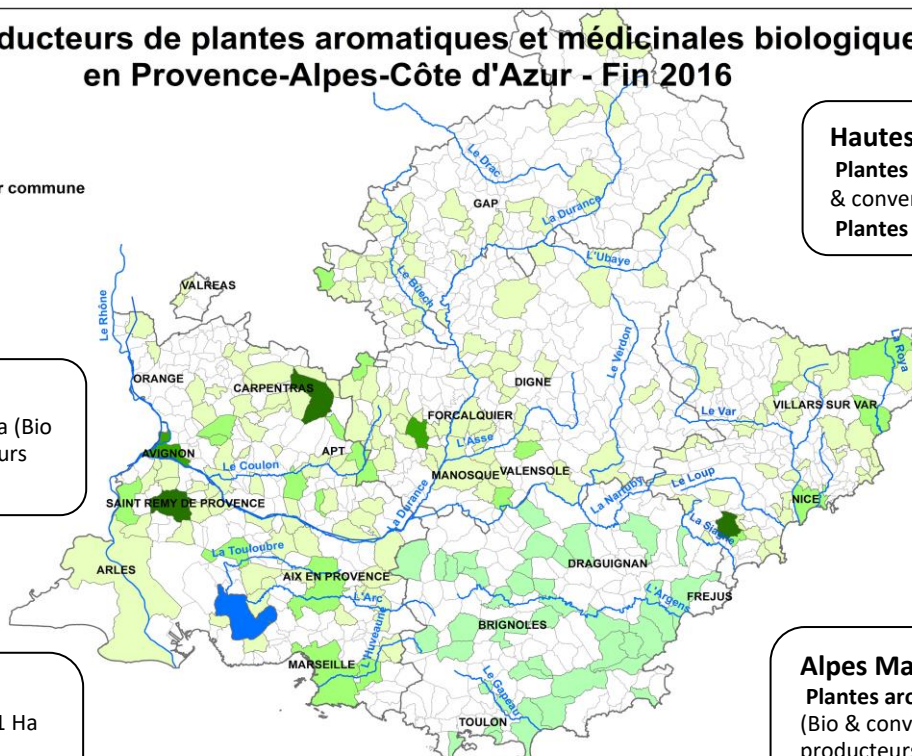 ducteurs de plantes aromatiques et médicinales biologique
en Provence-Alpes-Côte d'Azur - Fin 2016
r commune
Hautes
Plantes
& conver
Plantes
Le Drac
GAP
La Durance
L'Ubaye
Le Büech
VALREAS
Le Rhône
La Roya
ORANGE
CARPENTRAS
DIGNE
Le Verdon
VILLARS SUR VAR
Le Var
FORCALQUIER
L'Asse
a (Bio
urs
AVIGNON
APT
Le Coulon
MANOSQUE
VALENSOLE
SAINT REMY DE PROVENCE
La Durance
La Nartuby
Le Loup
NICE
La Siagne
La Touloubre
ARLES
AIX EN PROVENCE
DRAGUIGNAN
L'Arc
L'Argens
FREJUS
BRIGNOLES
L'Huveaune
MARSEILLE
Le Gapeau
TOULON
1 Ha
Alpes Ma
Plantes arc
(Bio & conv
producteurs